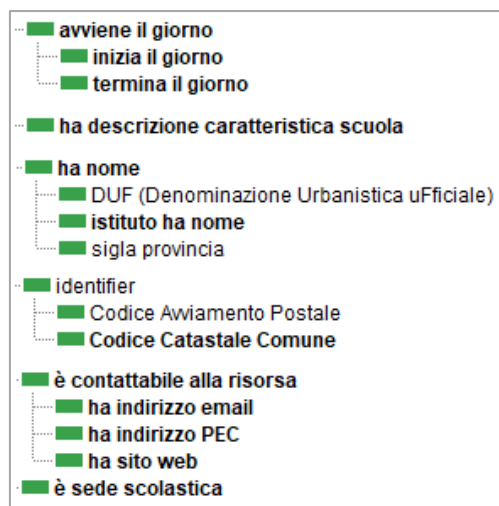 avviene il giorno
inizia il giorno
termina il giorno
ha descrizione caratteristica scuola
ha nome
DUF (Denominazione Urbanistica uFficiale)
istituto ha nome
sigla provincia
identifier
Codice Avviamento Postale
Codice Catastale Comune
è contattabile alla risorsa
ha indirizzo email
ha indirizzo PEC
ha sito web
è sede scolastica